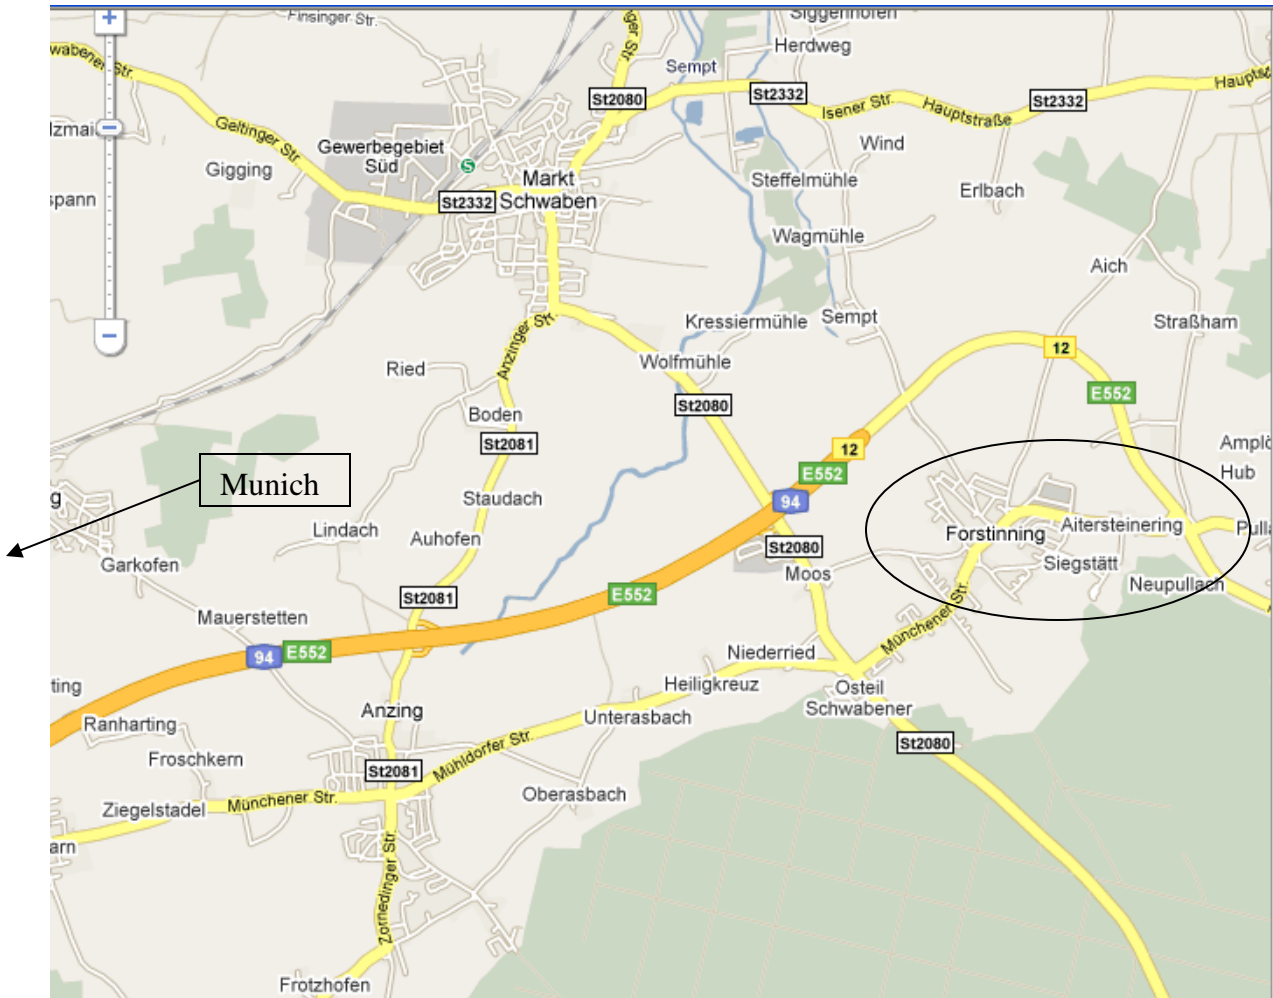 Finsinger Str.
Siggenhofen
Herdweg
Sempt
St2080
St2332
Isener Str.
Hauptstraße
St2332
Geltinger Str.
Gewerbegebiet
Süd
Gigging
S
Wind
Steffelmühle
Erlbach
Markt
Schwaben
St2332
Wagmühle
Aich
Straßham
Kressiermühle
Sempt
Anzinger Str.
Wolfmühle
12
E552
Ried
Boden
St2080
St2081
12
E552
94
Hub
Munich
Staudach
Lindach
Auhofen
Garkofen
St2080
Moos
Forstinning
Aitersteinering
Siegstätt
Neupullach
St2081
E552
Mauerstetten
94
E552
Münchener Str.
Niederried
Heiligkreuz
Osteil
Schwabener
Unterasbach
Anzing
Ranharting
Froschkern
Mühldorfer Str.
St2080
St2081
Ziegelstadel
Münchener Str.
Oberasbach
Zornedinger Str.
Frotzhofen